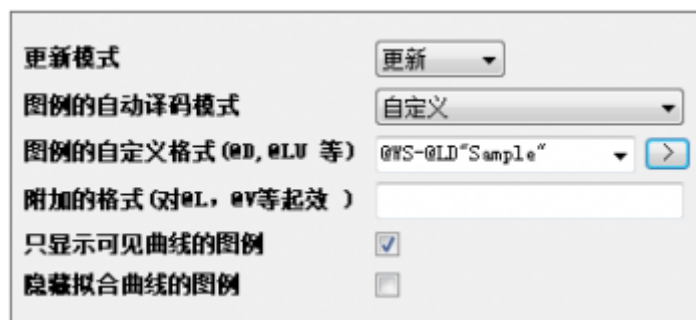 更新模式 更新
图例的自动译码模式 自定义
图例的自定义格式(@D,@LU 等) @WS-@LD"Sample" >
附加的格式(对@L，@V等起效 )
只显示可见曲线的图例
隐藏拟合曲线的图例